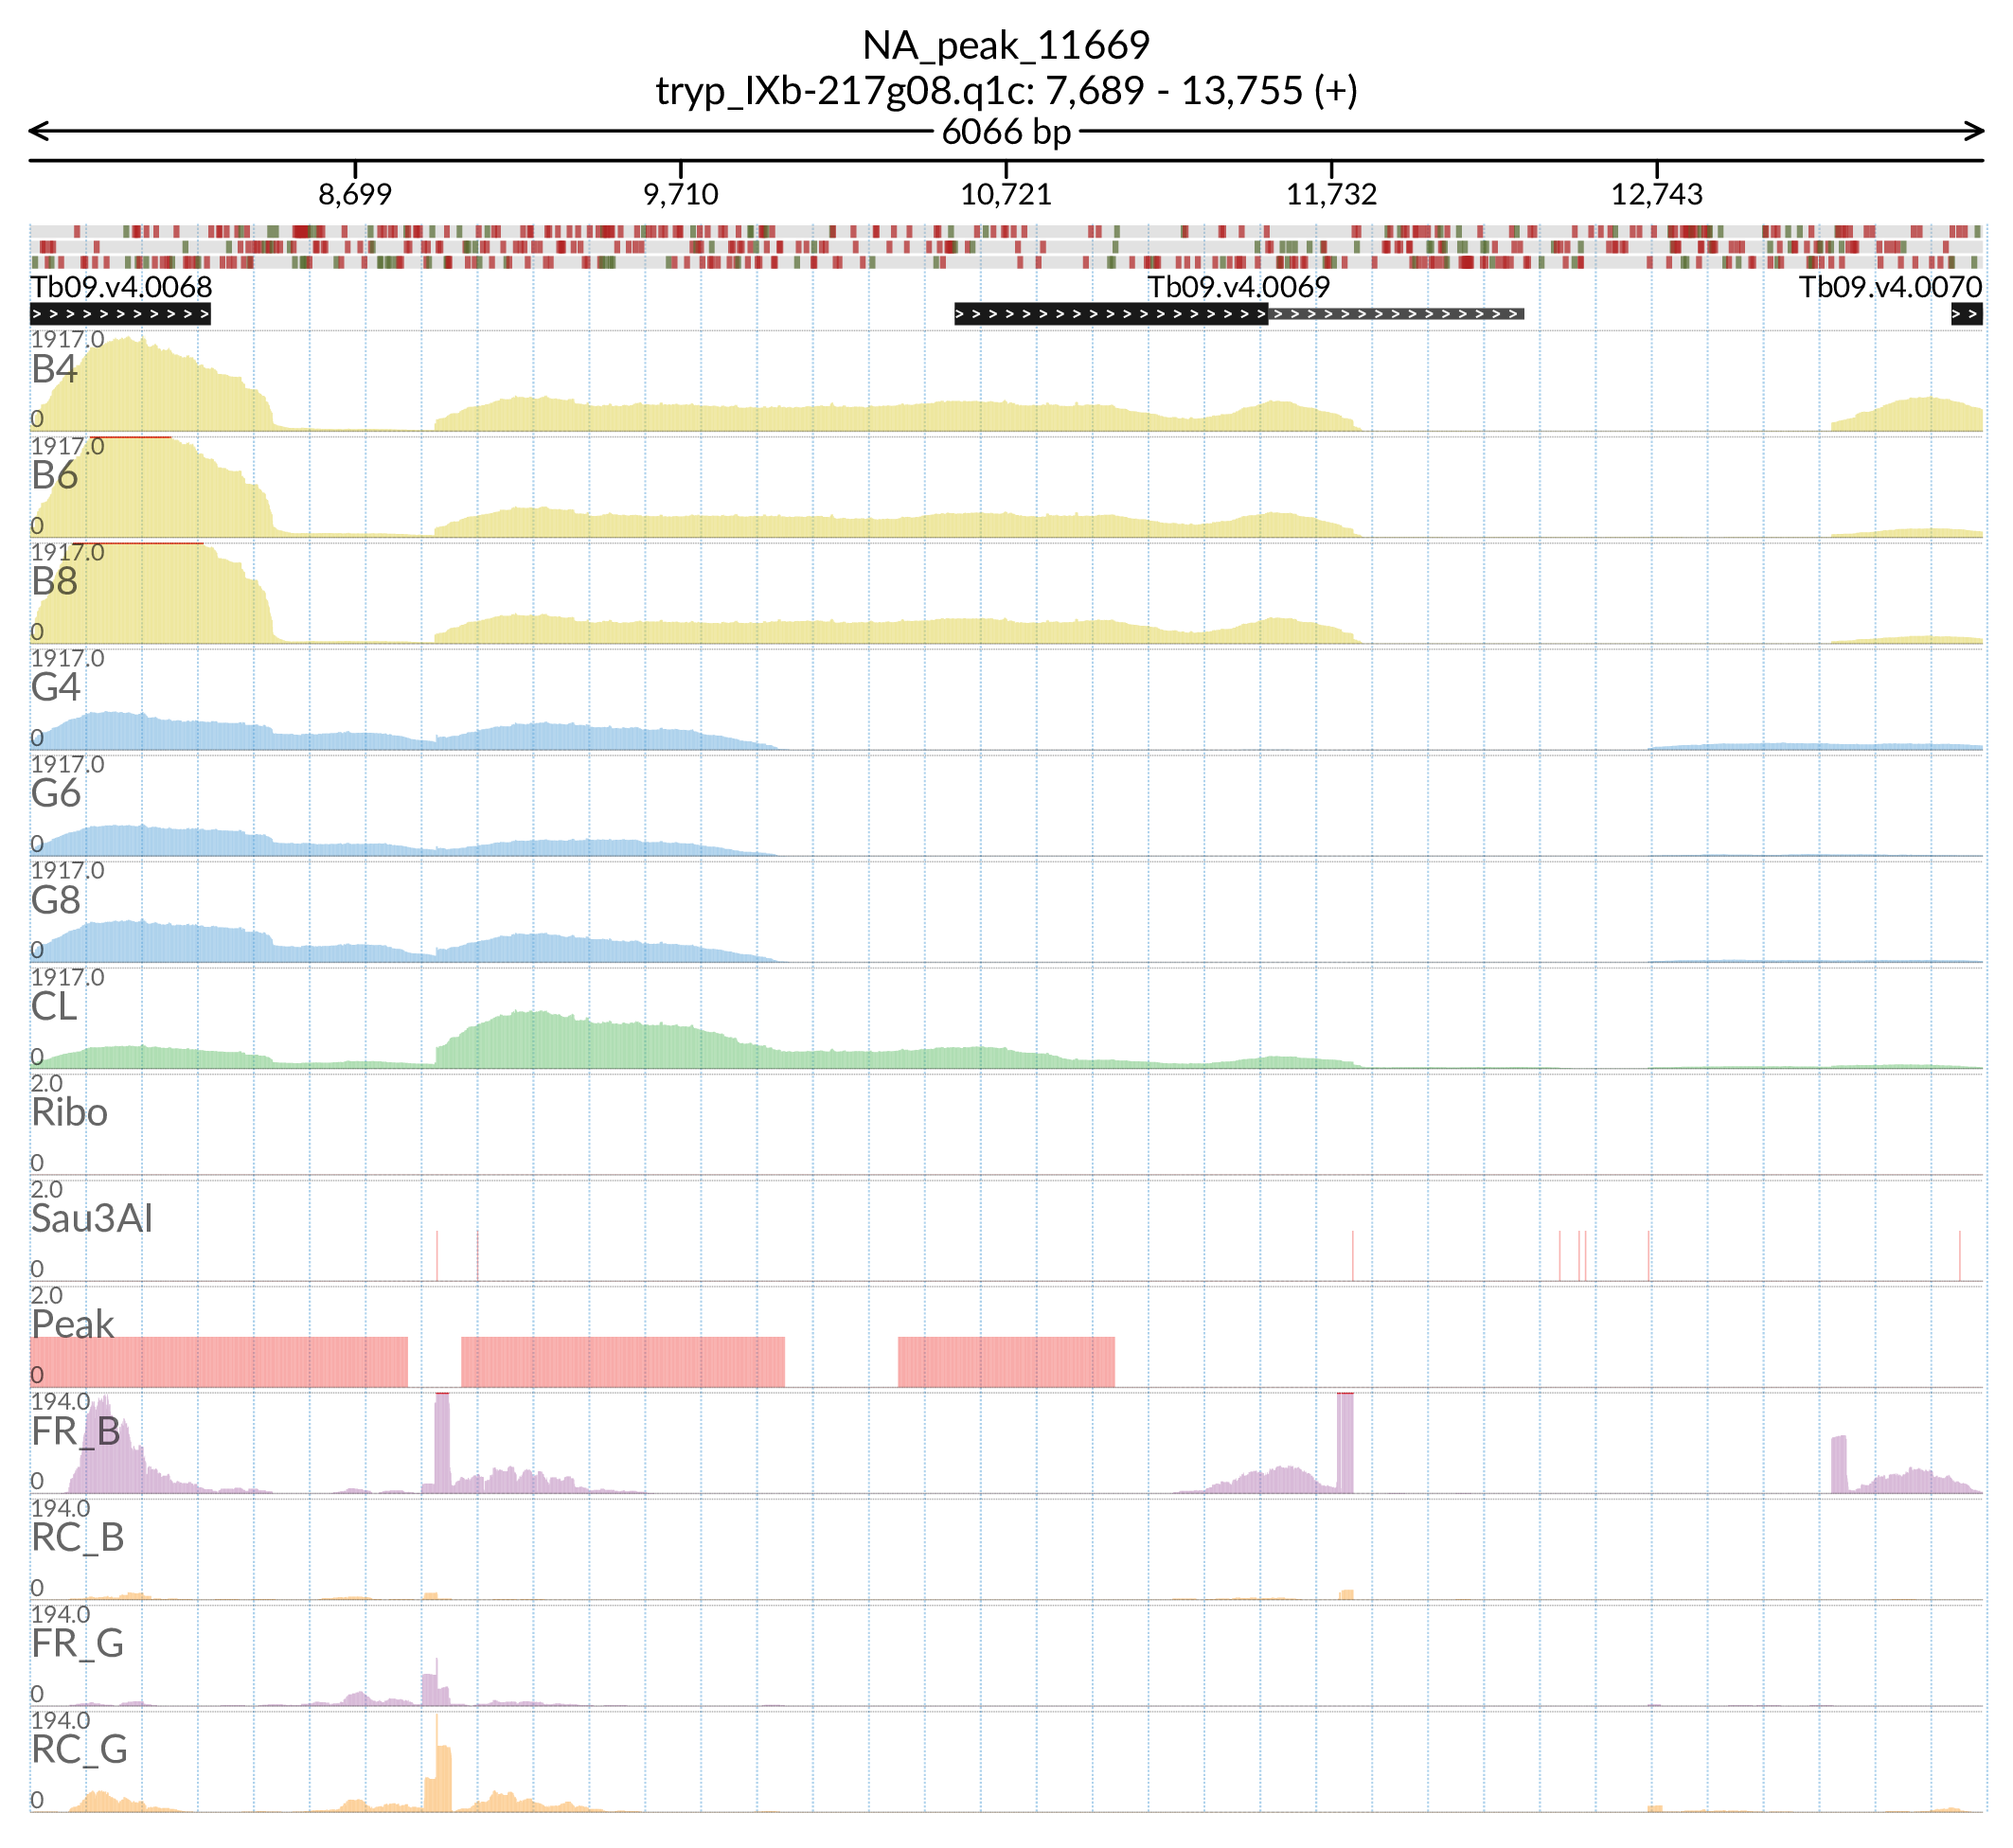 NA_peak_11669
tryp_IXb-217g08.q1c: 7,689 - 13,755 (+)
6066 bp
8,699 9,710 10,721 11,732 12,743
Tb09.v4.0068 Tb09.v4.0069 Tb09.v4.0070
1917.0
B4
0
1917.0
B6
0
1917.0
B8
0
1917.0
G4
0
1917.0
G6
0
1917.0
G8
0
1917.0
CL
0
2.0
Ribo
0
2.0
Sau3AI
0
2.0
Peak
0
194.0
FR_B
0
194.0
RC_B
0
194.0
FR_G
0
194.0
RC_G
0